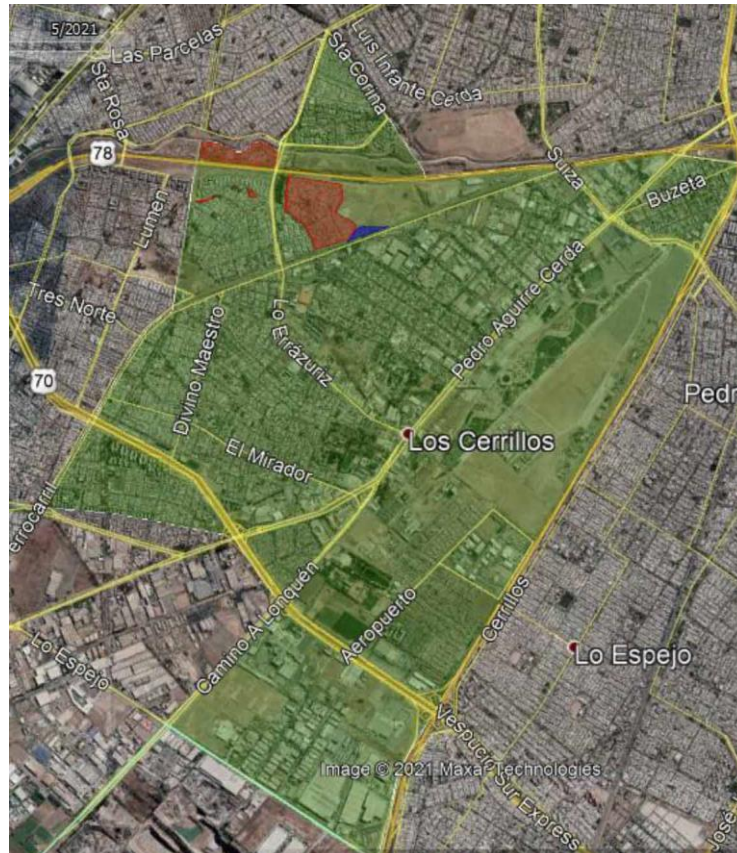 5/2021
Las Parcelas
Luis Infante Cerda
Sta Corina
Sta Rosa
78
Suiza
Buzeta
Lumen
Pedro Aguirre Cerda
Tres Norte
Lo Errázuriz
Divino Maestro
70
Pedr
Los Cerrillos
El Mirador
errocarril
Camino A Lonquén
Aeropuerto
Cerrillos
Lo Espejo
Lo Espejo
Vespucio Sur Express
Image © 2021 Maxar Technologies
José